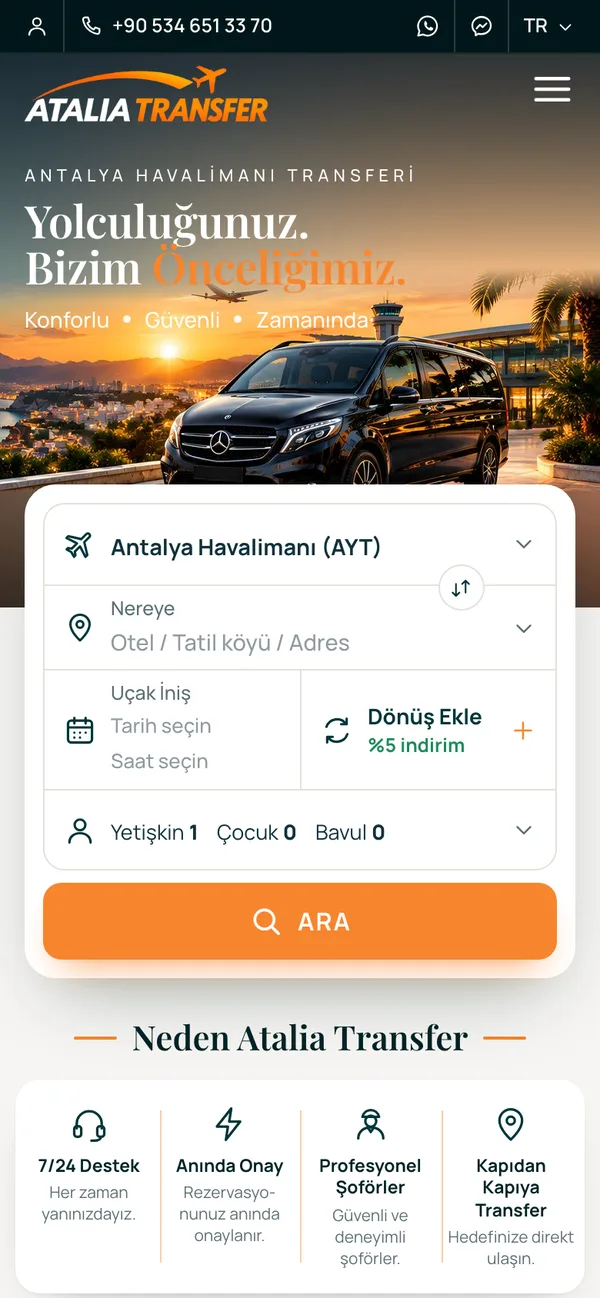 +90 534 651 33 70
TR
ATALIA TRANSFER
ANTALYA HAVALİMANI TRANSFERİ
Yolculuğunuz.
Bizim Önceliğimiz.
Konforlu • Güvenli • Zamanında
Antalya Havalimanı (AYT)
Nereye
Otel / Tatil köyü / Adres
Uçak İniş
Tarih seçin
Saat seçin
Dönüş Ekle
%5 indirim
Yetişkin 1 Çocuk 0 Bavul 0
ARA
Neden Atalia Transfer
7/24 Destek
Her zaman
yanınızdayız.
Anında Onay
Rezervasyo-
nunuz anında
onaylanır.
Profesyonel
Şoförler
Güvenli ve
deneyimli
şoförler.
Kapıdan
Kapıya
Transfer
Hedefinize direkt
ulaşın.